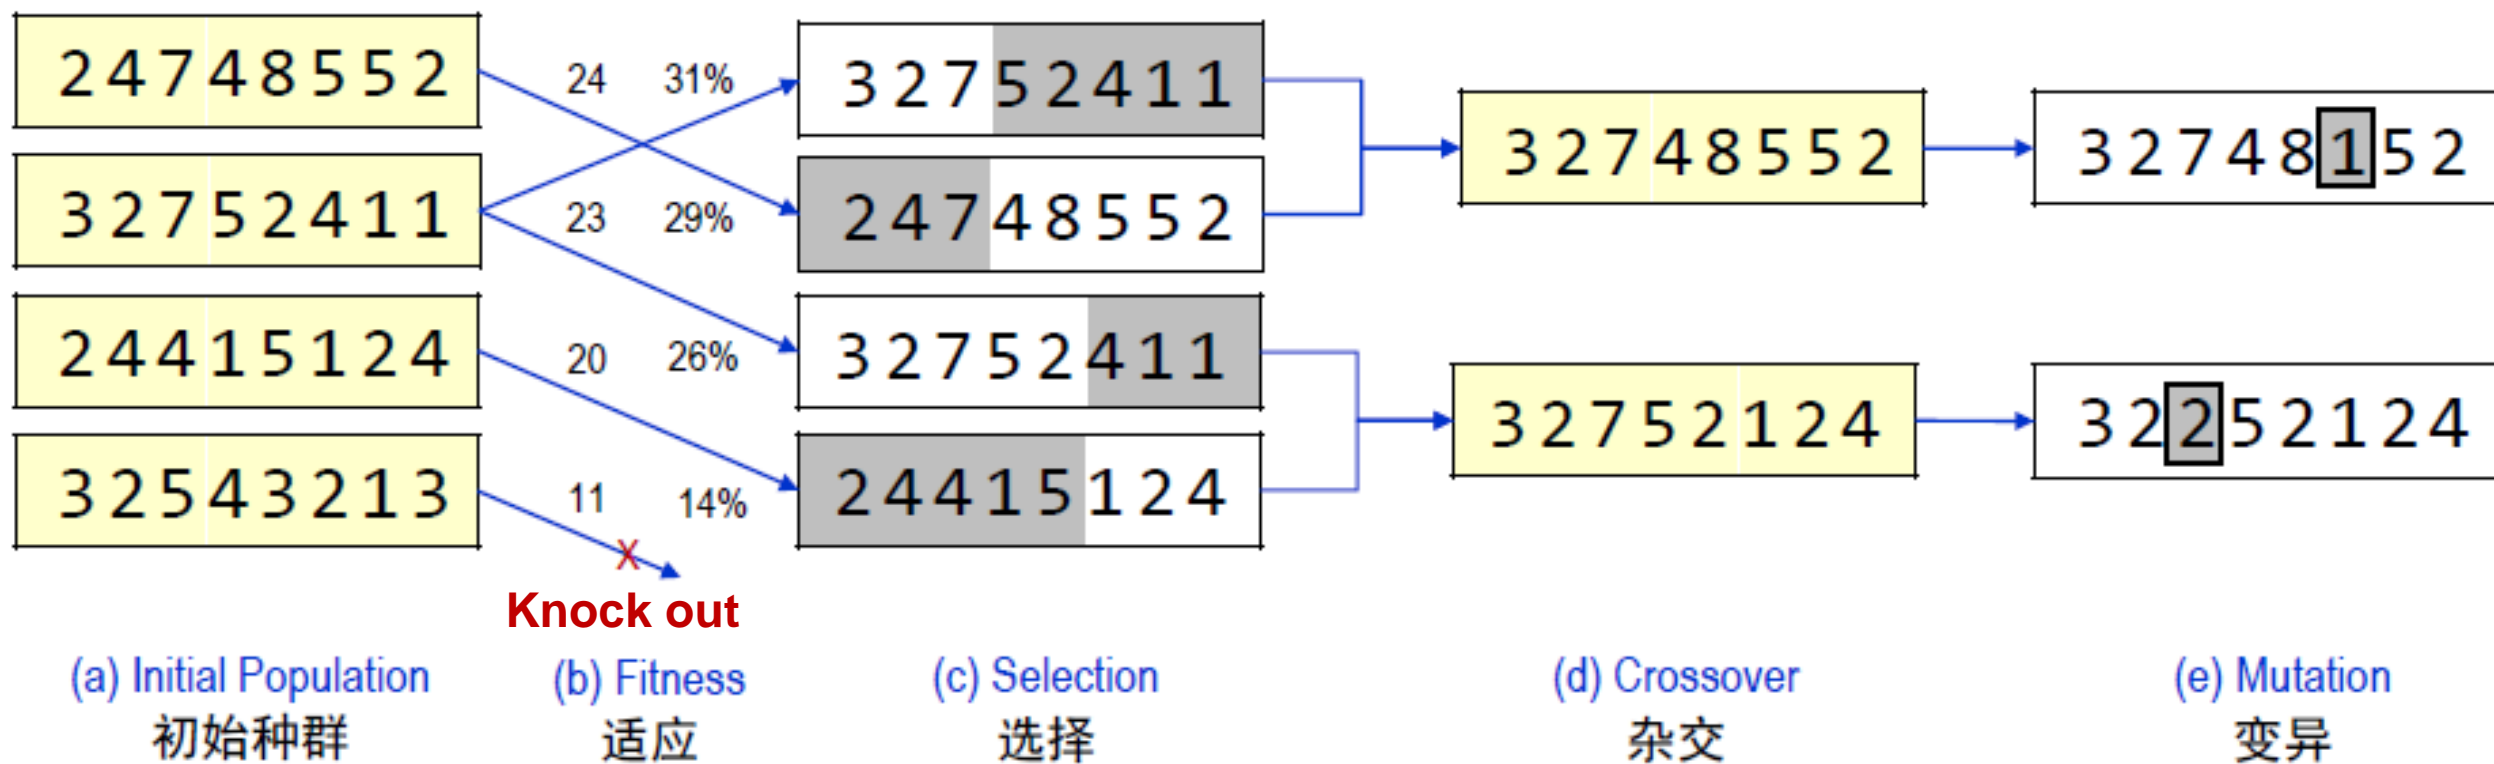 2 4 7 4 8 5 5 2
3 2 7 5 2 4 1 1
2 4 4 1 5 1 2 4
3 2 5 4 3 2 1 3
24 31%
23 29%
20 26%
11 14%
X
Knock out
3 2 7 5 2 4 1 1
2 4 7 4 8 5 5 2
3 2 7 5 2 4 1 1
2 4 4 1 5 1 2 4
3 2 7 4 8 5 5 2
3 2 7 5 2 1 2 4
3 2 7 4 8 1 5 2
3 2 2 5 2 1 2 4
(a) Initial Population
初始种群
(b) Fitness
适应
(c) Selection
选择
(d) Crossover
杂交
(e) Mutation
变异